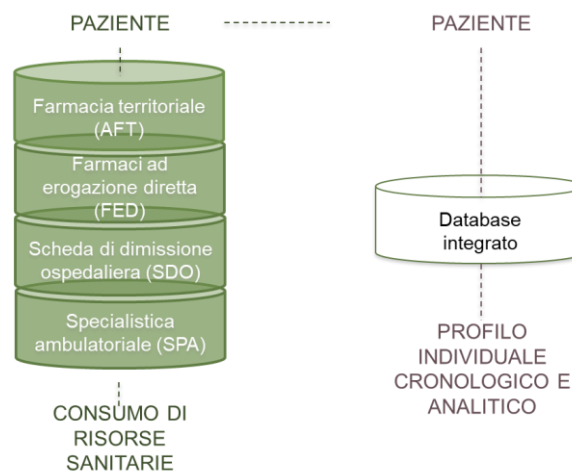 PAZIENTE
Farmacia territoriale
(AFT)
Farmaci ad
erogazione diretta
(FED)
Scheda di dimissione
ospedaliera (SDO)
Specialistica
ambulatoriale (SPA)
CONSUMO DI
RISORSE
SANITARIE
PAZIENTE
Database
integrato
PROFILO
INDIVIDUALE
CRONOLOGICO E
ANALITICO